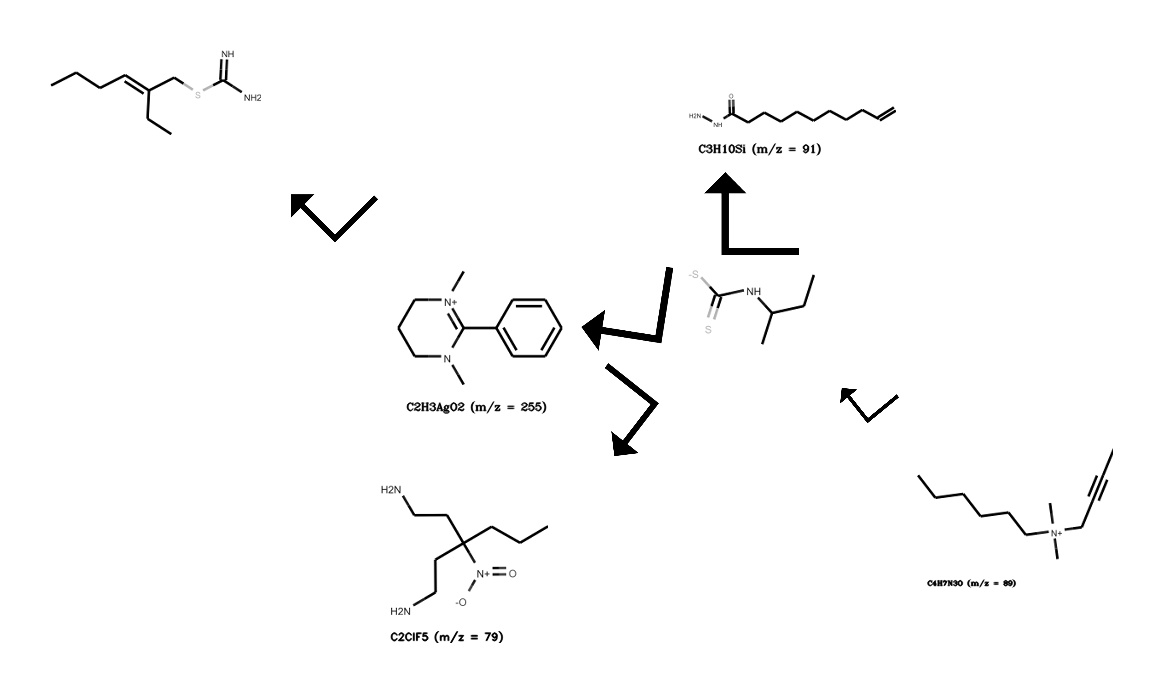 NH
S
NH2
O
H2N
NH
C3H10Si (m/z = 91)
-S
NH
S
N+
N
C2H3AgO2 (m/z = 255)
H2N
N+
O
-O
H2N
C2ClF5 (m/z = 79)
N+
C4H7N3O (m/z = 89)